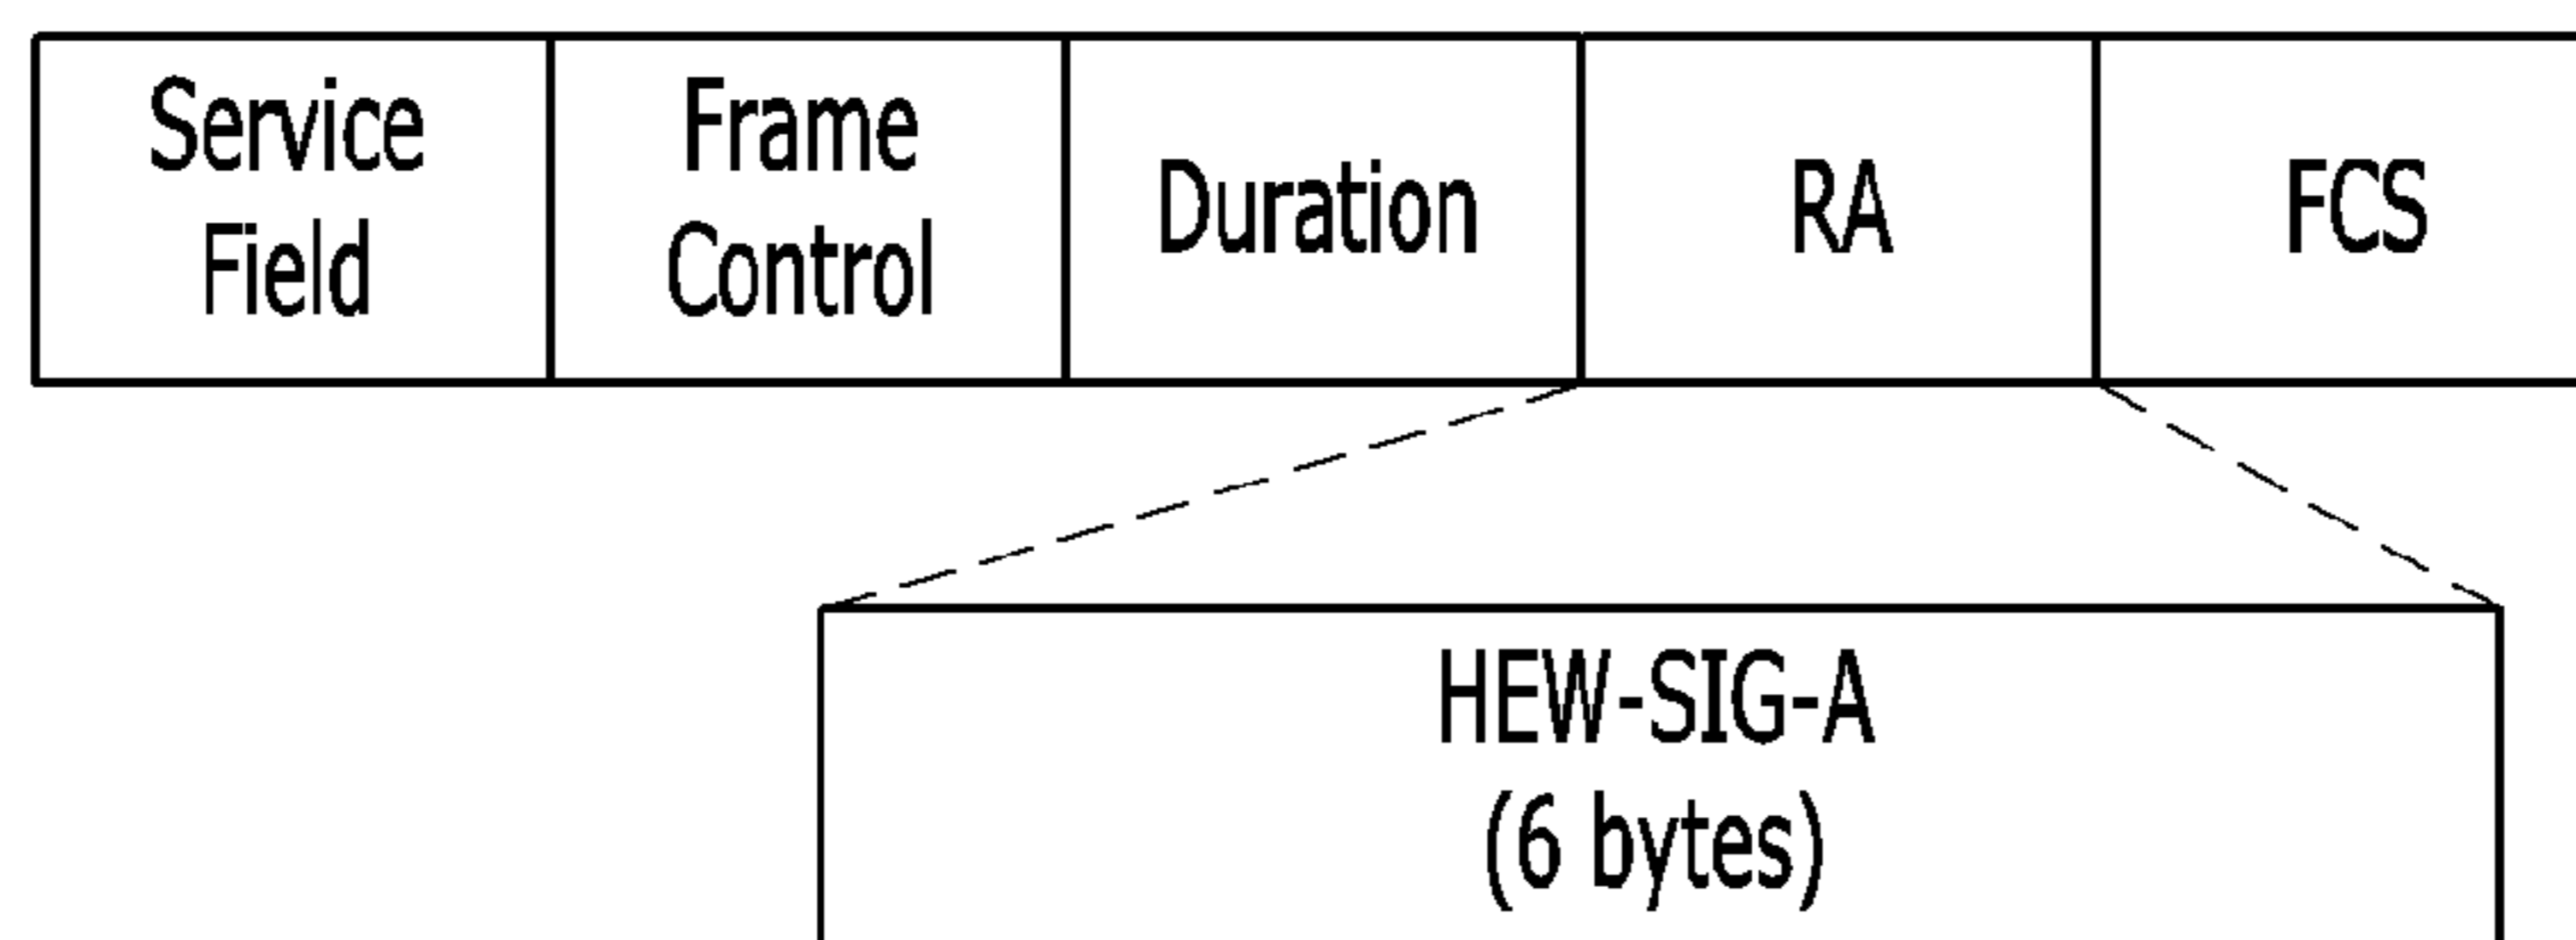 Service
Field
Frame
Control
Duration
RA
FCS
HEW-SIG-A
(6 bytes)